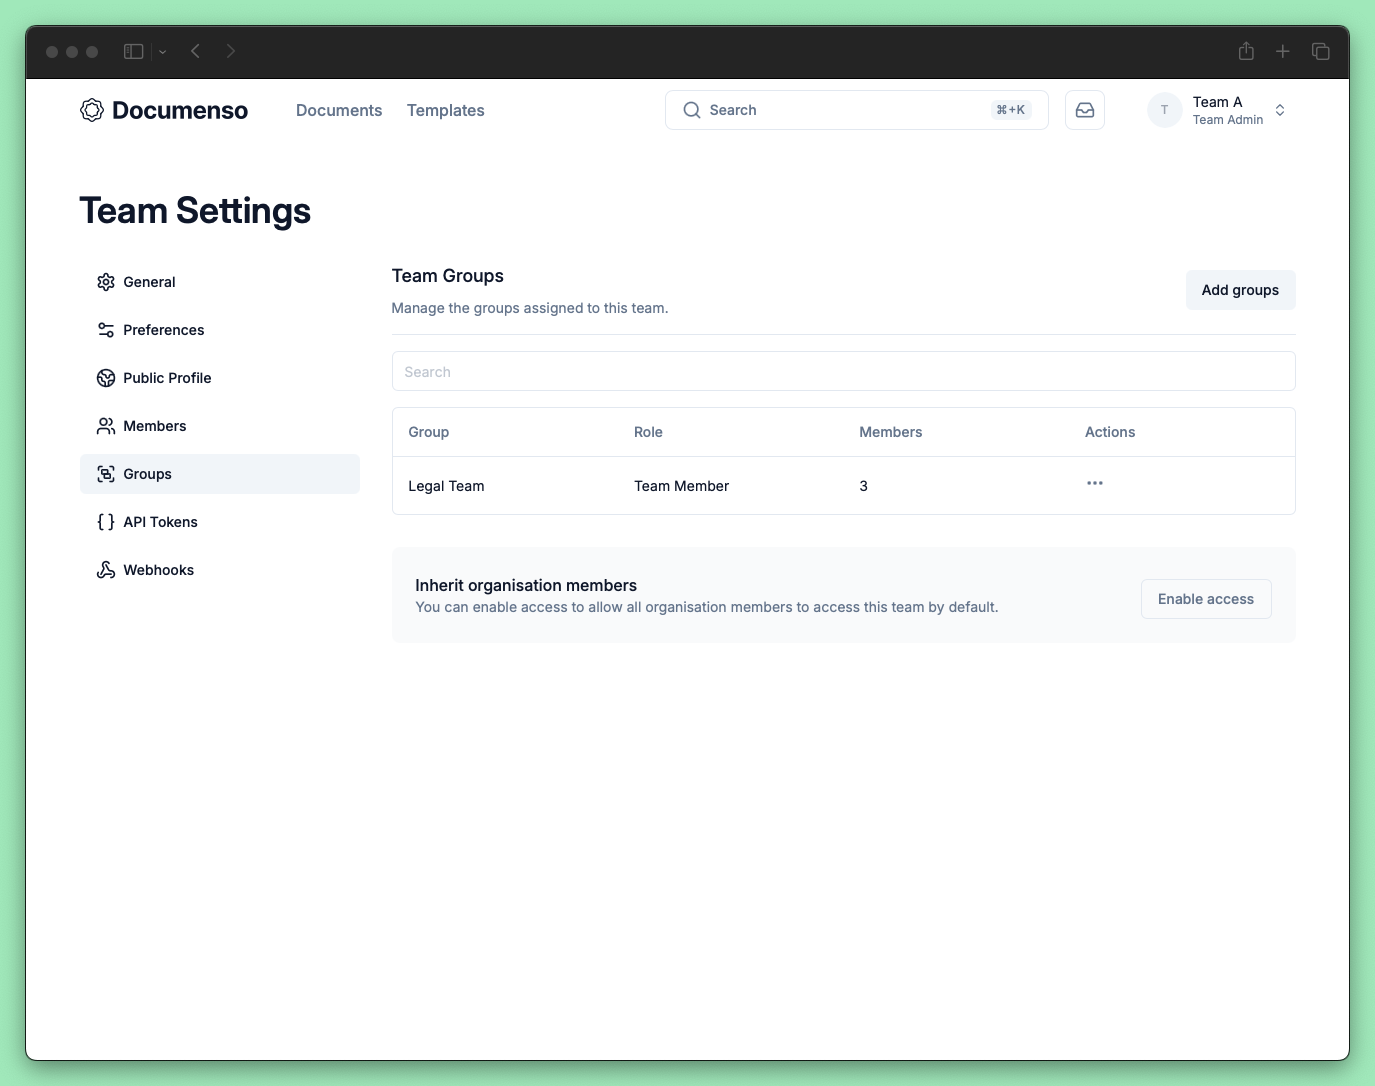 Documenso
Documents
Templates
Search
⌘+K
T
Team A
Team Admin
Team Settings
General
Preferences
Public Profile
Members
Groups
API Tokens
Webhooks
Team Groups
Manage the groups assigned to this team.
Add groups
Search
Group Role Members Actions
Legal Team Team Member 3
Inherit organisation members
You can enable access to allow all organisation members to access this team by default.
Enable access